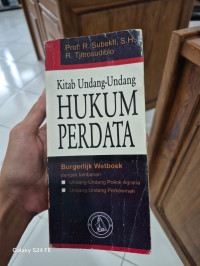 Prof. R. Subekti, S.H.
R. Tjitrosudibio
Kitab Undang-Undang
HUKUM
PERDATA
Burgerlijk Wetboek
dengan tambahan
Undang-Undang Pokok Agraria
Undang-Undang Perkawinan
Galaxy S24 FE